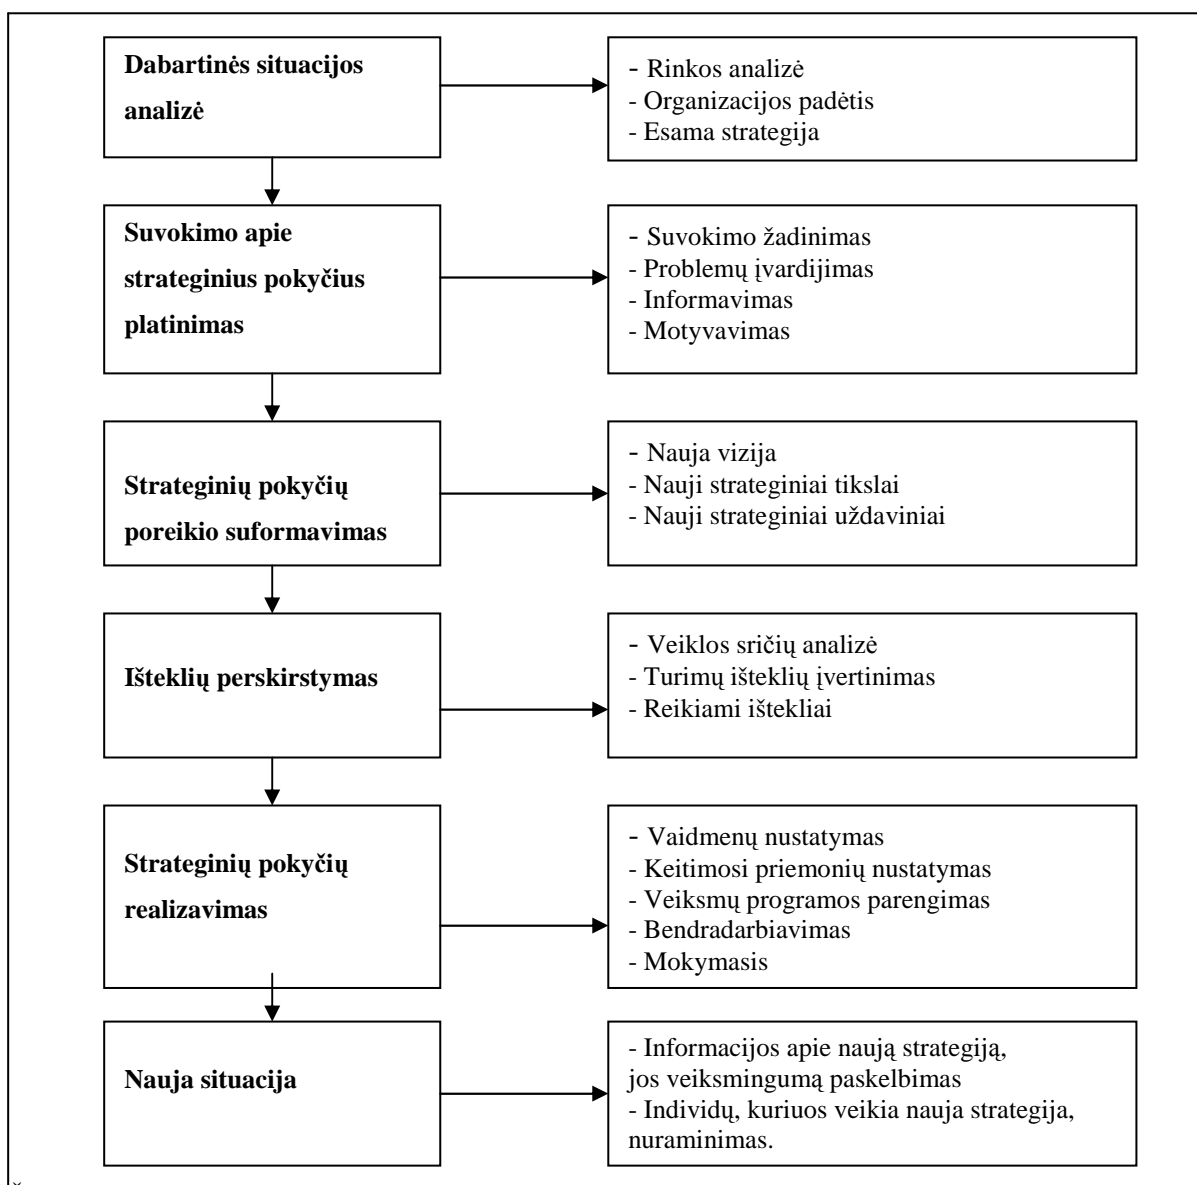 Dabartinės situacijos
analizė
- Rinkos analizė
- Organizacijos padėtis
- Esama strategija
Suvokimo apie
strateginius pokyčius
platinimas
- Suvokimo žadinimas
- Problemų įvardijimas
- Informavimas
- Motyvavimas
Strateginių pokyčių
poreikio suformavimas
- Nauja vizija
- Nauji strateginiai tikslai
- Nauji strateginiai uždaviniai
Išteklių perskirstymas
- Veiklos sričių analizė
- Turimų išteklių įvertinimas
- Reikiami ištekliai
Strateginių pokyčių
realizavimas
- Vaidmenų nustatymas
- Keitimosi priemonių nustatymas
- Veiksmų programos parengimas
- Bendradarbiavimas
- Mokymasis
Nauja situacija
- Informacijos apie naują strategiją,
jos veiksmingumą paskelbimas
- Individų, kuriuos veikia nauja strategija,
nuraminimas.